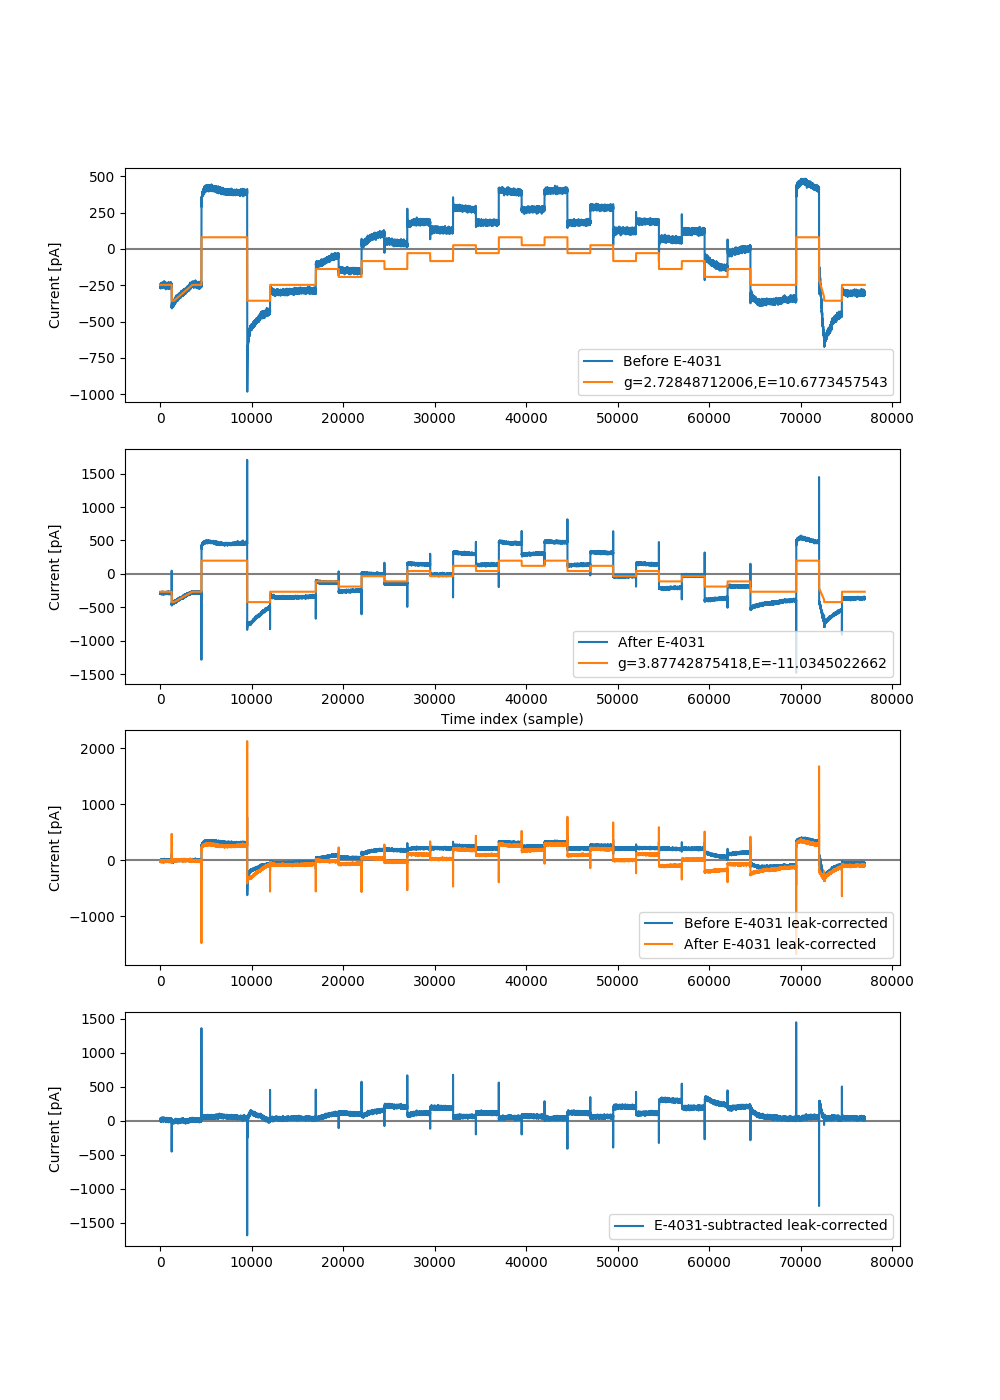 500
250
0
−250
−500
−750
−1000
Current [pA]
Before E-4031
g=2.72848712006,E=10.6773457543
0 10000 20000 30000 40000 50000 60000 70000 80000
1500
1000
500
0
−500
−1000
−1500
Current [pA]
After E-4031
g=3.87742875418,E=-11.0345022662
0 10000 20000 30000 40000 50000 60000 70000 80000
Time index (sample)
2000
1000
0
−1000
Current [pA]
Before E-4031 leak-corrected
After E-4031 leak-corrected
0 10000 20000 30000 40000 50000 60000 70000 80000
1500
1000
500
0
−500
−1000
−1500
Current [pA]
E-4031-subtracted leak-corrected
0 10000 20000 30000 40000 50000 60000 70000 80000